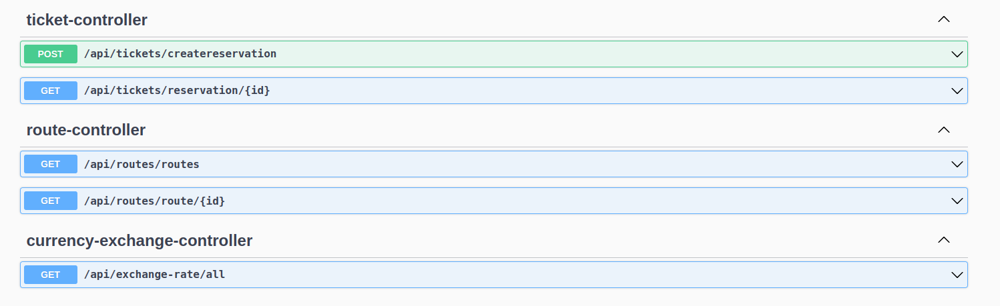 ticket-controller
POST /api/tickets/createreservation
GET /api/tickets/reservation/{id}
route-controller
GET /api/routes/routes
GET /api/routes/route/{id}
currency-exchange-controller
GET /api/exchange-rate/all